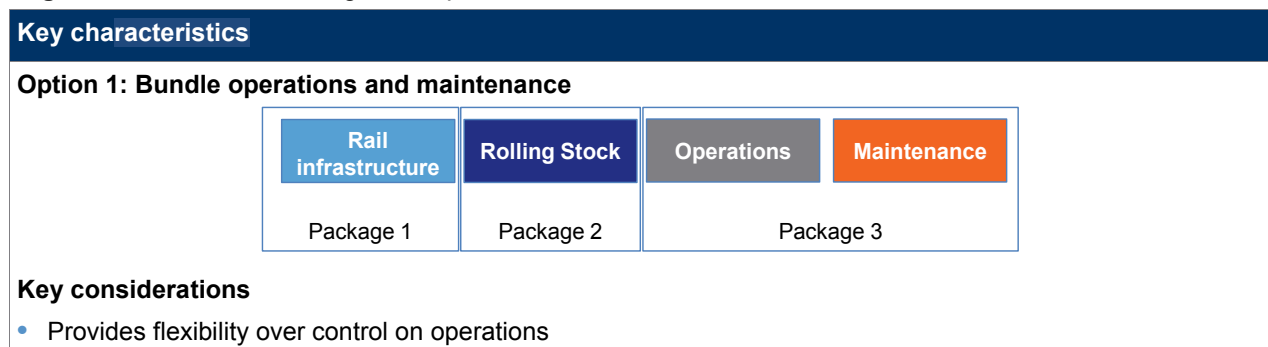 Key characteristics
Option 1: Bundle operations and maintenance
Rail
infrastructure
Rolling Stock
Operations
Maintenance
Package 1
Package 2
Package 3
Key considerations
• Provides flexibility over control on operations